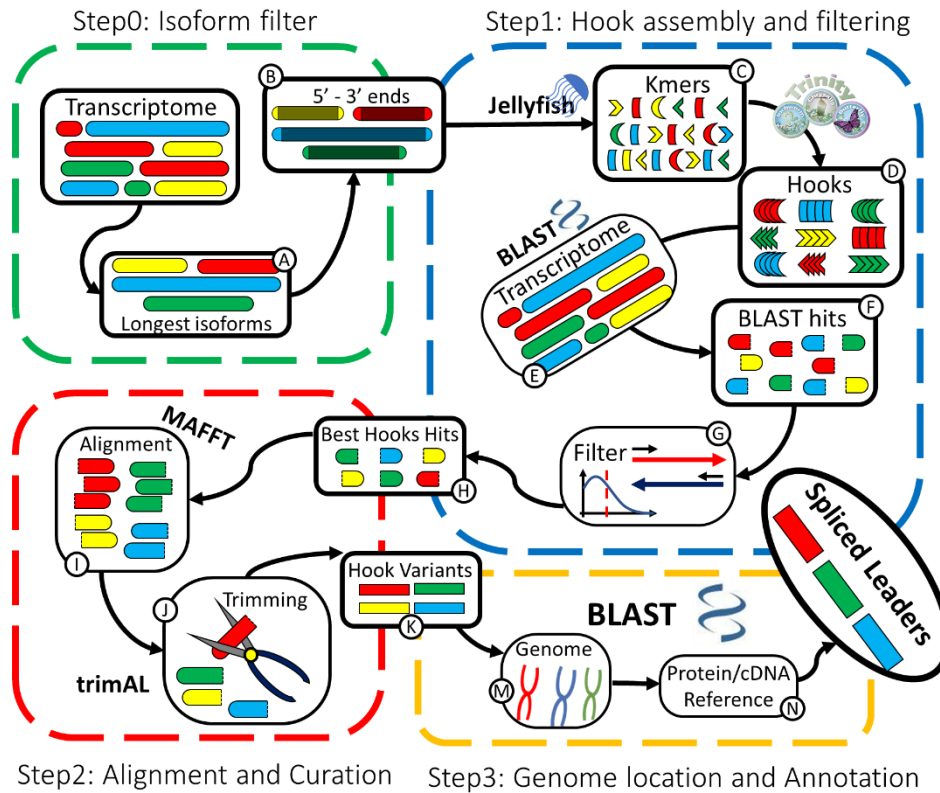 Step0: Isoform filter
Step1: Hook assembly and filtering
Transcriptome
B
5’ - 3’ ends
Jellyfish
C
Kmers
Trinity
A
Longest isoforms
D
Hooks
BLAST
Transcriptome
E
F
BLAST hits
G
Filter
Best Hooks Hits
H
MAFFT
Alignment
I
J
Trimming
trimAL
Hook Variants
K
BLAST
Genome
M
Protein/cDNA
Reference
N
Spliced Leaders
Step2: Alignment and Curation
Step3: Genome location and Annotation